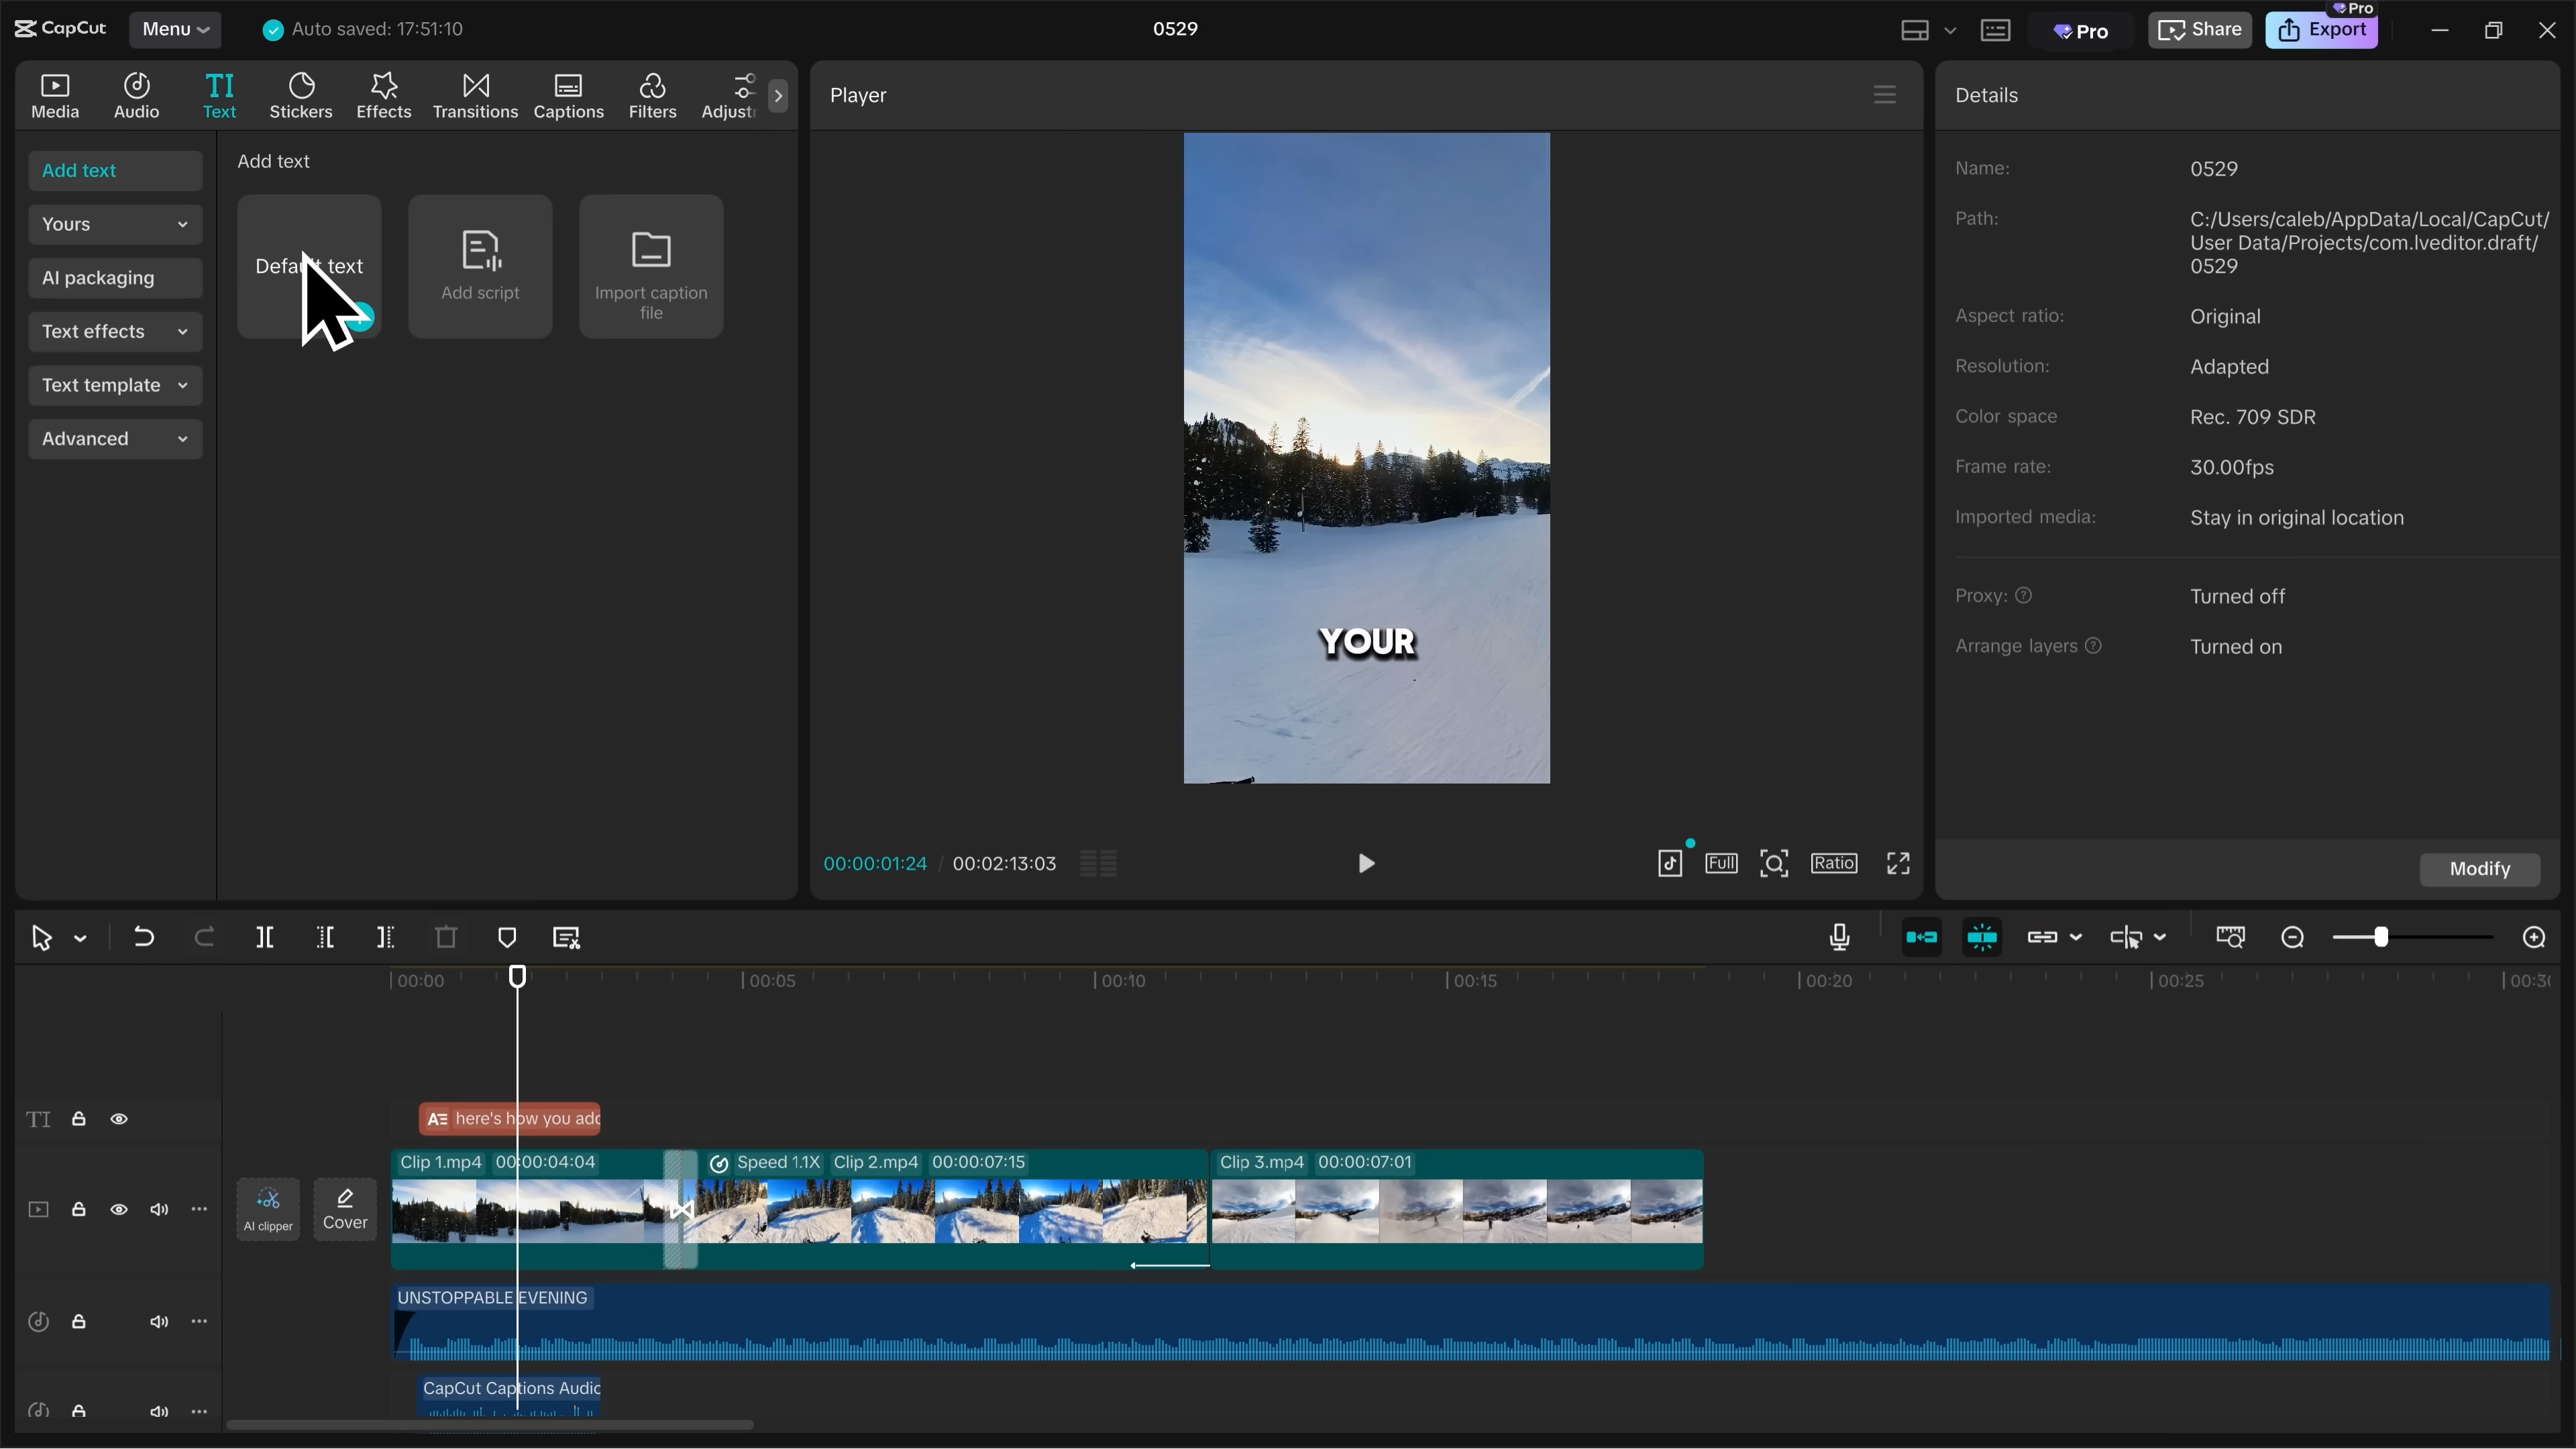 CapCut
Menu
Auto saved: 17:51:10
0529
Pro
Share
Export
Pro
Media
Audio
TI
Text
Stickers
Effects
Transitions
Captions
Filters
Player
Details
Add text
Yours
AI packaging
Text effects
Text template
Advanced
Add text
Default text
Add script
Import caption
file
YOUR
Name:
0529
Path:
C:/Users/caleb/AppData/Local/CapCut/
User Data/Projects/com.lveditor.draft/
0529
Aspect ratio:
Original
Resolution:
Adapted
Color space
Rec. 709 SDR
Frame rate:
30.00fps
Imported media:
Stay in original location
Proxy:
Turned off
Arrange layers
Turned on
Modify
00:00:01:24 / 00:02:13:03
Full
Ratio
00:00
00:05
00:10
00:15
00:20
00:25
TI
here's how you add
Clip 1.mp4 00:00:04:04
Speed 1.1X Clip 2.mp4 00:00:07:15
Clip 3.mp4 00:00:07:01
AI clipper
Cover
UNSTOPPABLE EVENING
CapCut Captions Audio